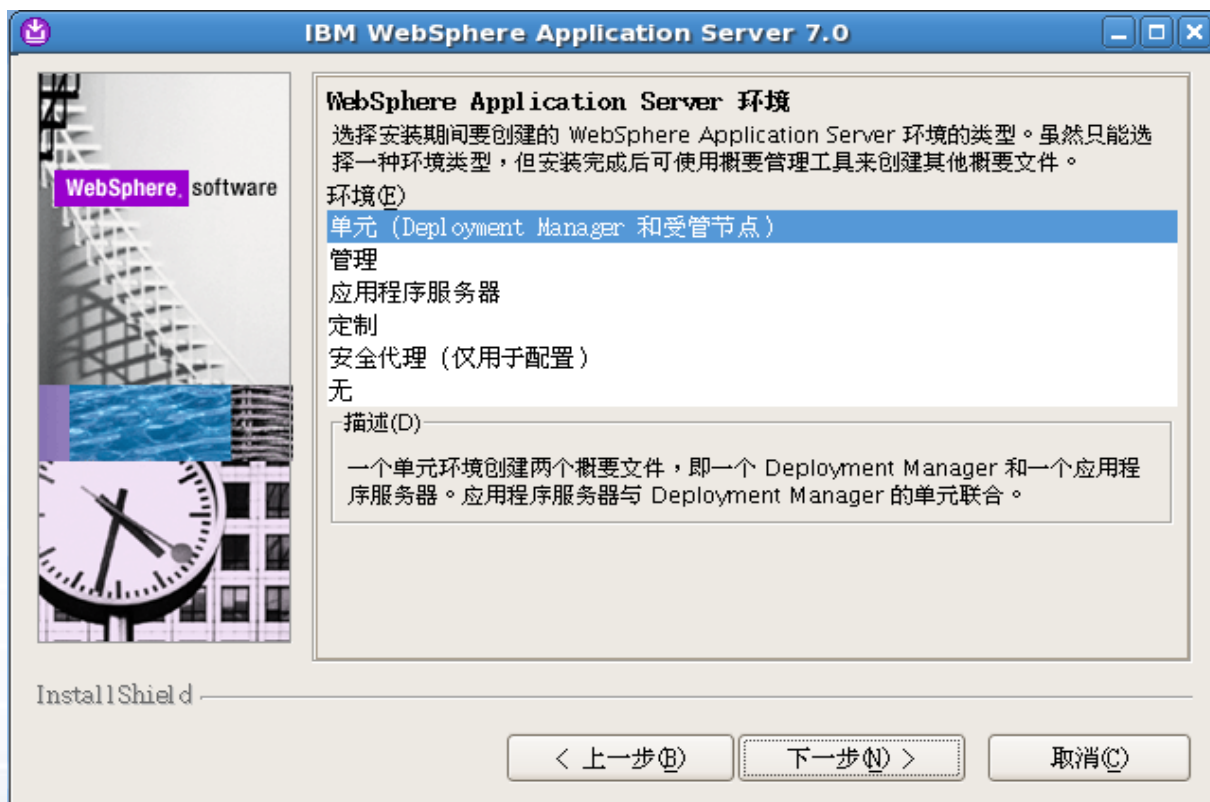 IBM WebSphere Application Server 7.0
WebSphere. software
WebSphere Application Server 环境
选择安装期间要创建的 WebSphere Application Server 环境的类型。虽然只能选
择一种环境类型，但安装完成后可使用概要管理工具来创建其他概要文件。
环境(E)
单元 (Deployment Manager 和受管节点)
管理
应用程序服务器
定制
安全代理 (仅用于配置)
无
描述(D)
一个单元环境创建两个概要文件，即一个 Deployment Manager 和一个应用程
序服务器。应用程序服务器与 Deployment Manager 的单元联合。
InstallShield
< 上一步(B)
下一步(N) >
取消(C)